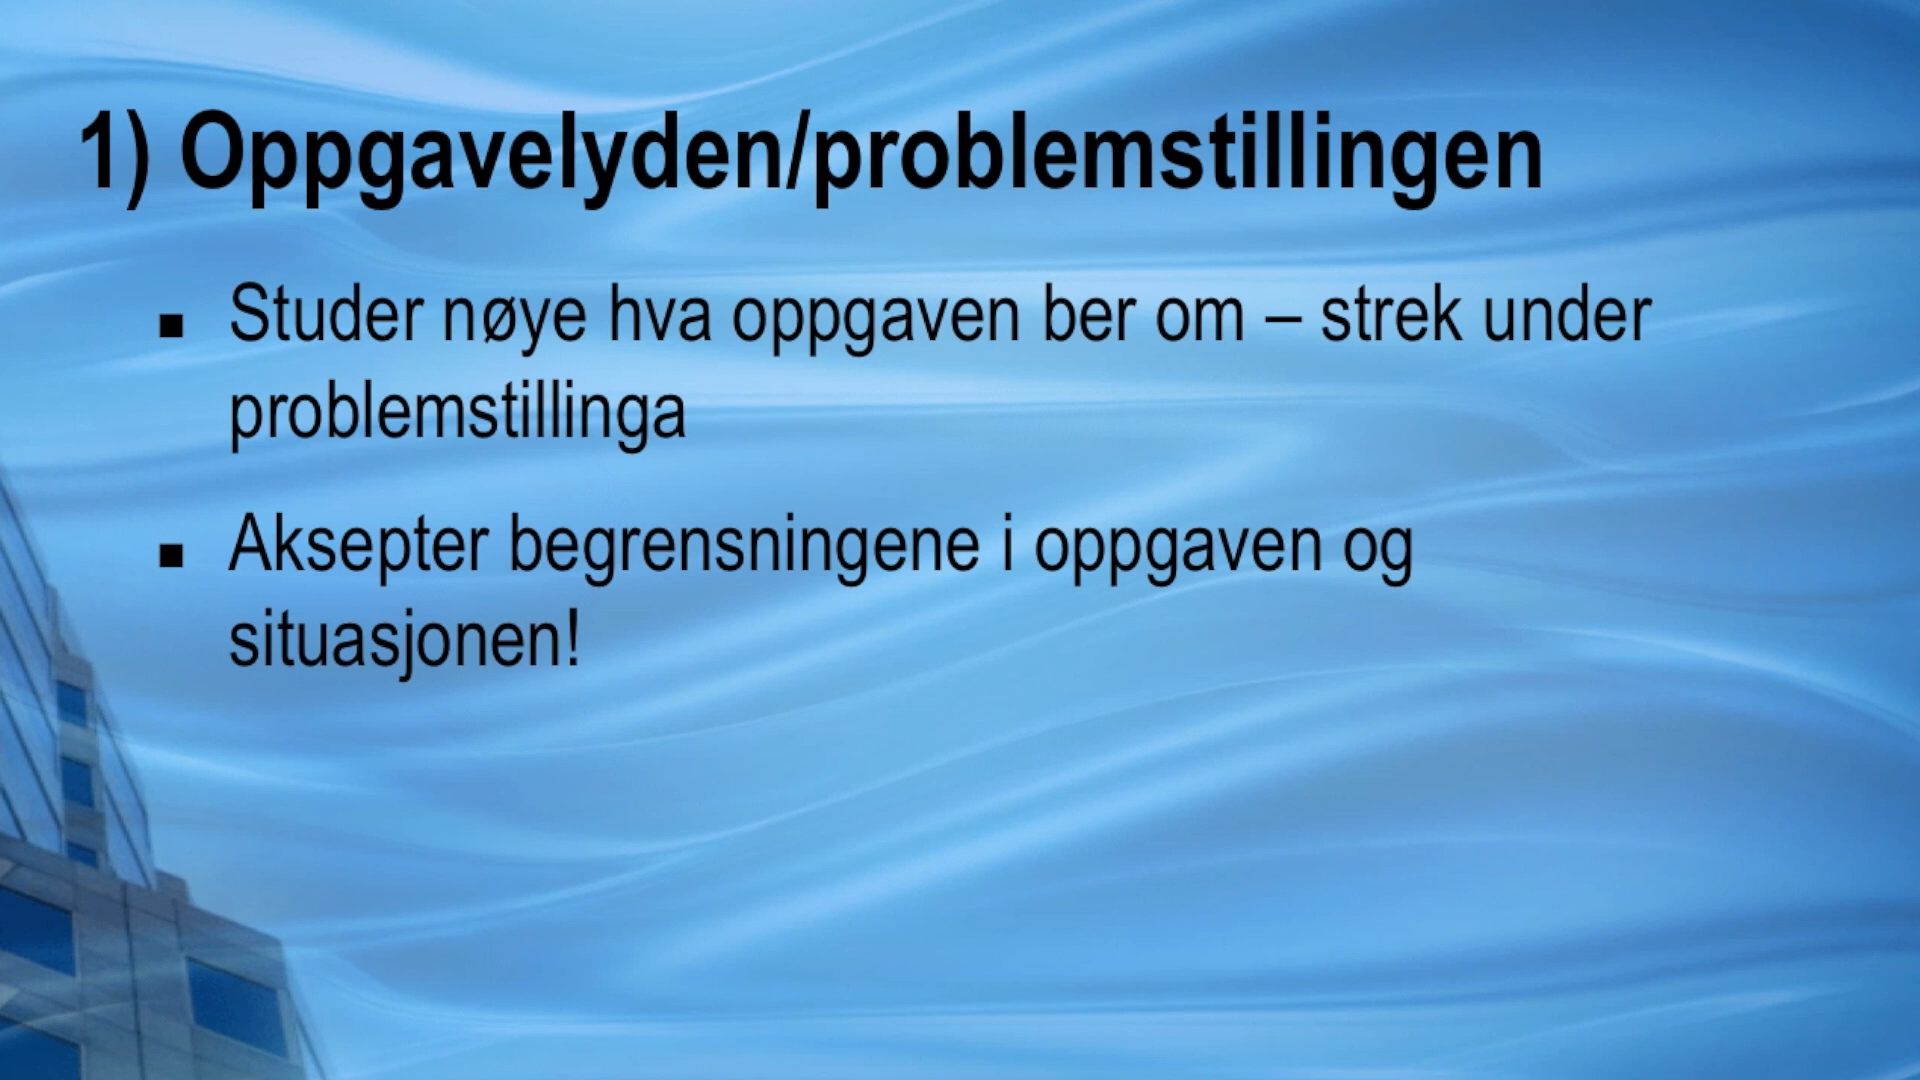 1) Oppgavelyden/problemstillingen
▪ Studer nøye hva oppgaven ber om – strek under
problemstillinga
▪ Aksepter begrensningene i oppgaven og
situasjonen!